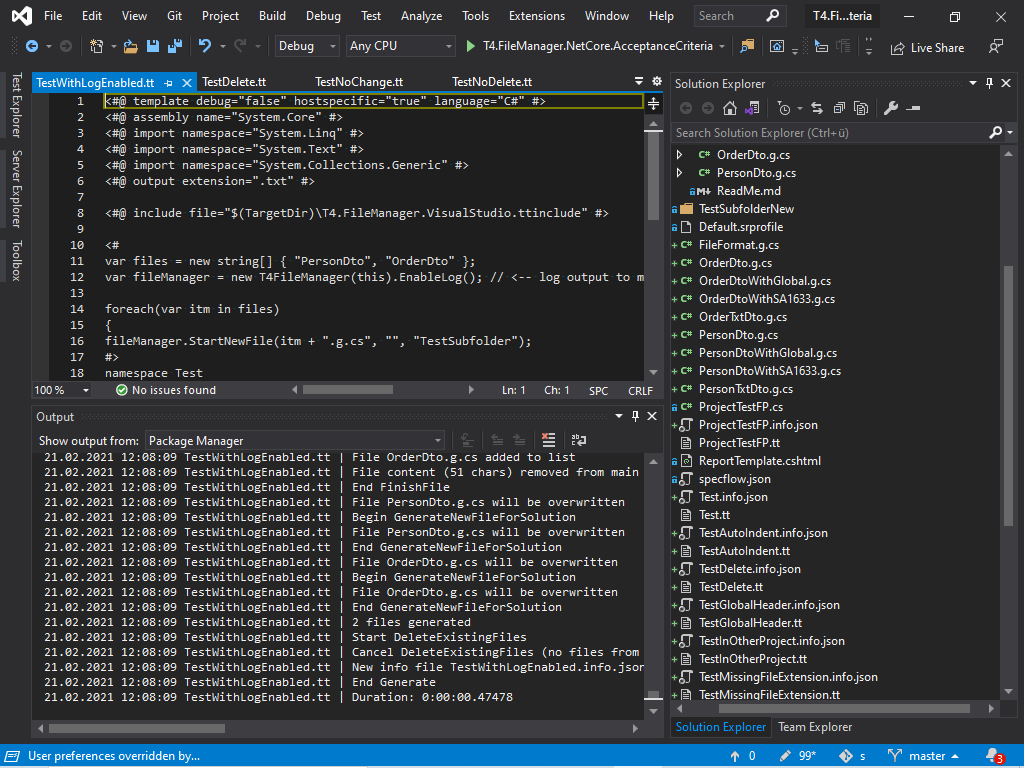 File Edit View Git Project Build Debug Test Analyze Tools Extensions Window Help Search T4.Fi...teria
Debug Any CPU T4.FileManager.NetCore.AcceptanceCriteria Live Share
Test Explorer
Server Explorer
Toolbox
TestWithLogEnabled.tt TestDelete.tt TestNoChange.tt TestNoDelete.tt
1 <#@ template debug="false" hostspecific="true" language="C#" #>
2 <#@ assembly name="System.Core" #>
3 <#@ import namespace="System.Linq" #>
4 <#@ import namespace="System.Text" #>
5 <#@ import namespace="System.Collections.Generic" #>
6 <#@ output extension=".txt" #>
7
8 <#@ include file="$(TargetDir)\T4.FileManager.VisualStudio.ttinclude" #>
9
10 <#
11 var files = new string[] { "PersonDto", "OrderDto" };
12 var fileManager = new T4FileManager(this).EnableLog(); // <-- log output to m
13
14 foreach(var itm in files)
15 {
16 fileManager.StartNewFile(itm + ".g.cs", "", "TestSubfolder");
17 #>
18 namespace Test
100 % No issues found Ln: 1 Ch: 1 SPC CRLF
Output
Show output from: Package Manager
21.02.2021 12:08:09 TestWithLogEnabled.tt | File OrderDto.g.cs added to list
21.02.2021 12:08:09 TestWithLogEnabled.tt | File content (51 chars) removed from main
21.02.2021 12:08:09 TestWithLogEnabled.tt | End FinishFile
21.02.2021 12:08:09 TestWithLogEnabled.tt | File PersonDto.g.cs will be overwritten
21.02.2021 12:08:09 TestWithLogEnabled.tt | Begin GenerateNewFileForSolution
21.02.2021 12:08:09 TestWithLogEnabled.tt | File PersonDto.g.cs will be overwritten
21.02.2021 12:08:09 TestWithLogEnabled.tt | End GenerateNewFileForSolution
21.02.2021 12:08:09 TestWithLogEnabled.tt | File OrderDto.g.cs will be overwritten
21.02.2021 12:08:09 TestWithLogEnabled.tt | Begin GenerateNewFileForSolution
21.02.2021 12:08:09 TestWithLogEnabled.tt | File OrderDto.g.cs will be overwritten
21.02.2021 12:08:09 TestWithLogEnabled.tt | End GenerateNewFileForSolution
21.02.2021 12:08:09 TestWithLogEnabled.tt | 2 files generated
21.02.2021 12:08:09 TestWithLogEnabled.tt | Start DeleteExistingFiles
21.02.2021 12:08:09 TestWithLogEnabled.tt | Cancel DeleteExistingFiles (no files from
21.02.2021 12:08:09 TestWithLogEnabled.tt | New info file TestWithLogEnabled.info.json
21.02.2021 12:08:09 TestWithLogEnabled.tt | End Generate
21.02.2021 12:08:09 TestWithLogEnabled.tt | Duration: 0:00:00.47478
Solution Explorer
Search Solution Explorer (Ctrl+ü)
C# OrderDto.g.cs
C# PersonDto.g.cs
M↓ ReadMe.md
TestSubfolderNew
Default.srprofile
+ C# FileFormat.g.cs
+ C# OrderDto.g.cs
+ C# OrderDtoWithGlobal.g.cs
+ C# OrderDtoWithSA1633.g.cs
+ C# OrderTxtDto.g.cs
+ C# PersonDto.g.cs
+ C# PersonDtoWithGlobal.g.cs
+ C# PersonDtoWithSA1633.g.cs
+ C# PersonTxtDto.g.cs
C# ProjectTestFP.cs
+ ProjectTestFP.info.json
ProjectTestFP.tt
ReportTemplate.cshtml
specflow.json
+ Test.info.json
Test.tt
+ TestAutoIndent.info.json
+ TestAutoIndent.tt
+ TestDelete.info.json
+ TestDelete.tt
+ TestGlobalHeader.info.json
+ TestGlobalHeader.tt
+ TestInOtherProject.info.json
+ TestInOtherProject.tt
+ TestMissingFileExtension.info.json
+ TestMissingFileExtension.tt
Solution Explorer Team Explorer
User preferences overridden by... 0 99* s master 3